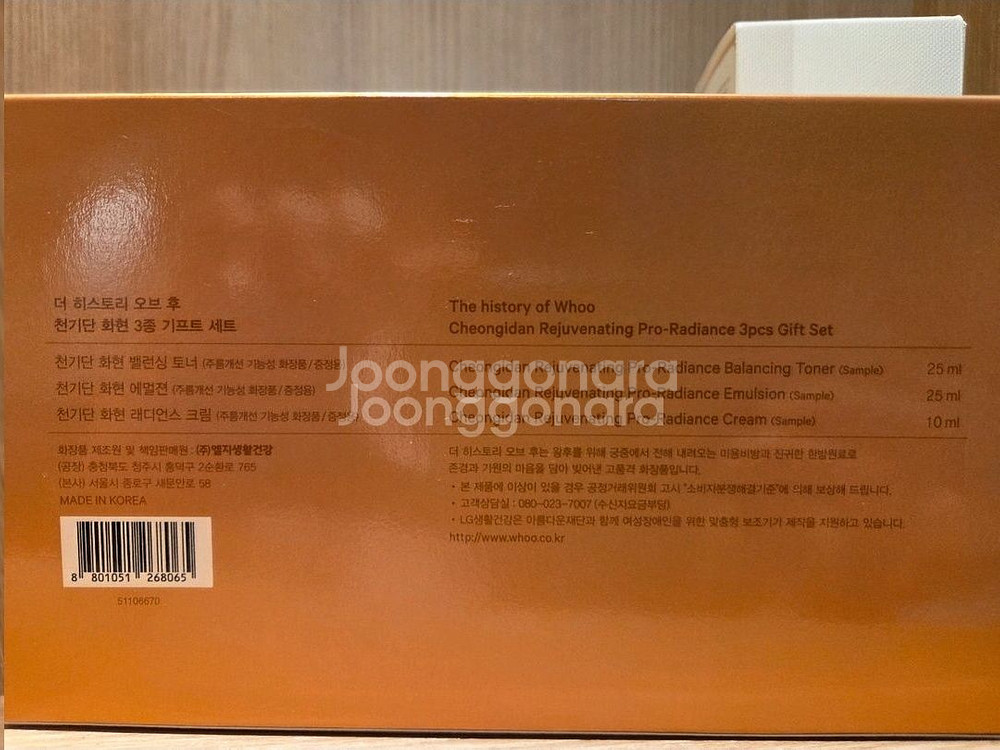 더 히스토리 오브 후
천기단 화현 3종 기프트 세트
The history of Whoo
Cheongidan Rejuvenating Pro-Radiance 3pcs Gift Set
천기단 화현 밸런싱 토너 (주름개선 기능성 화장품/증정용)
Cheongidan Rejuvenating Pro-Radiance Balancing Toner (Sample) 25 ml
천기단 화현 에멀젼 (주름개선 기능성 화장품/증정용)
Cheongidan Rejuvenating Pro-Radiance Emulsion (Sample) 25 ml
천기단 화현 래디언스 크림 (주름개선 기능성 화장품/증정용)
Cheongidan Rejuvenating Pro-Radiance Cream (Sample) 10 ml
Joonggonara
Joonggonara
화장품 제조원 및 책임판매원 : (주)엘지생활건강
(공장) 충청북도 청주시 흥덕구 2순환로 765
(본사) 서울시 종로구 새문안로 58
MADE IN KOREA
8 801051 268065
51106670
더 히스토리 오브 후는 왕후를 위해 궁중에서 전해 내려오는 미용비방과 진귀한 한방원료로
존경과 기원의 마음을 담아 빚어낸 고품격 화장품입니다.
• 본 제품에 이상이 있을 경우 공정거래위원회 고시 "소비자분쟁해결기준"에 의해 보상해 드립니다.
• 고객상담실 : 080-023-7007 (수신자요금부담)
• LG생활건강은 아름다운재단과 함께 여성장애인을 위한 맞춤형 보조기기 제작을 지원하고 있습니다.
http://www.whoo.co.kr